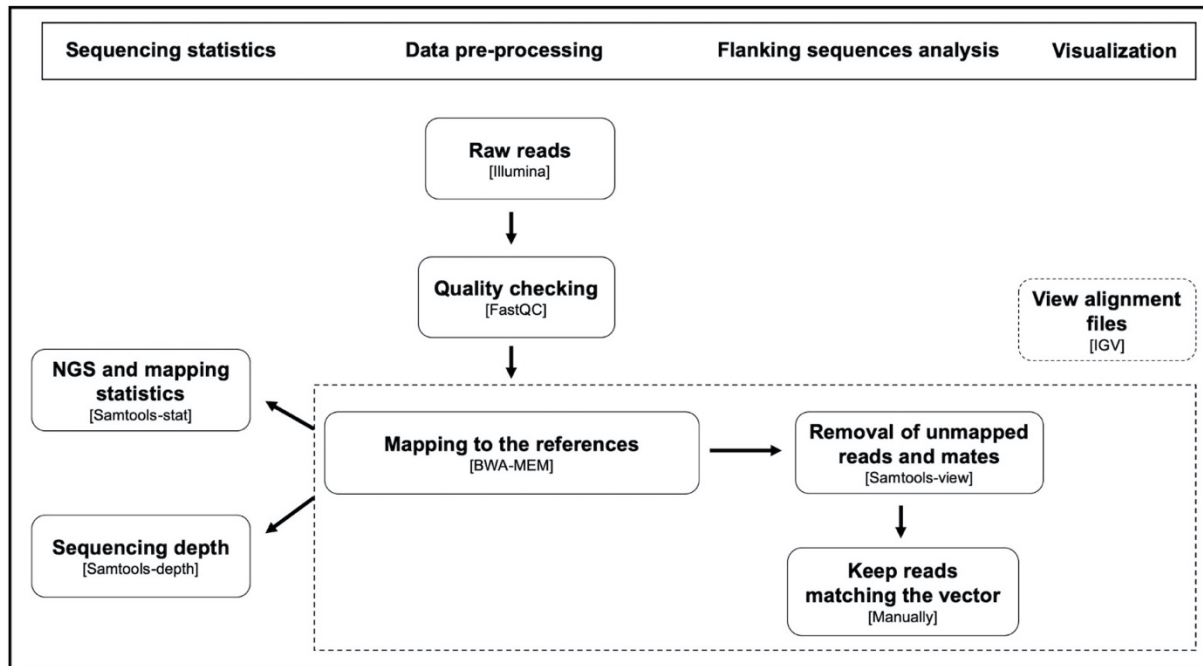 Sequencing statistics
Data pre-processing
Flanking sequences analysis
Visualization
Raw reads
[Illumina]
Quality checking
[FastQC]
View alignment
files
[IGV]
NGS and mapping
statistics
[Samtools-stat]
Mapping to the references
[BWA-MEM]
Removal of unmapped
reads and mates
[Samtools-view]
Sequencing depth
[Samtools-depth]
Keep reads
matching the vector
[Manually]